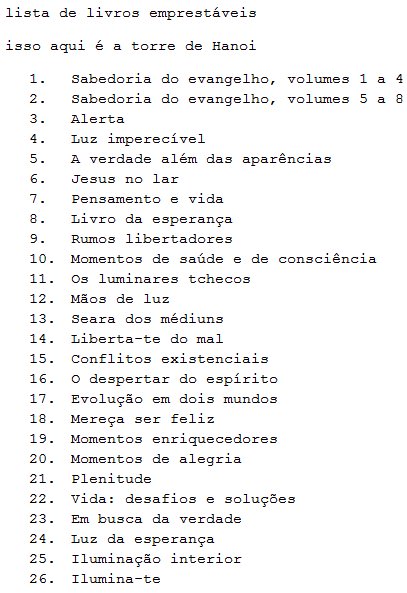 lista de livros emprestáveis
isso aqui é a torre de Hanoi
1. Sabedoria do evangelho, volumes 1 a 4
2. Sabedoria do evangelho, volumes 5 a 8
3. Alerta
4. Luz imperecível
5. A verdade além das aparências
6. Jesus no lar
7. Pensamento e vida
8. Livro da esperança
9. Rumos libertadores
10. Momentos de saúde e de consciência
11. Os luminares tchecos
12. Mãos de luz
13. Seara dos médiuns
14. Liberta-te do mal
15. Conflitos existenciais
16. O despertar do espírito
17. Evolução em dois mundos
18. Mereça ser feliz
19. Momentos enriquecedores
20. Momentos de alegria
21. Plenitude
22. Vida: desafios e soluções
23. Em busca da verdade
24. Luz da esperança
25. Iluminação interior
26. Ilumina-te